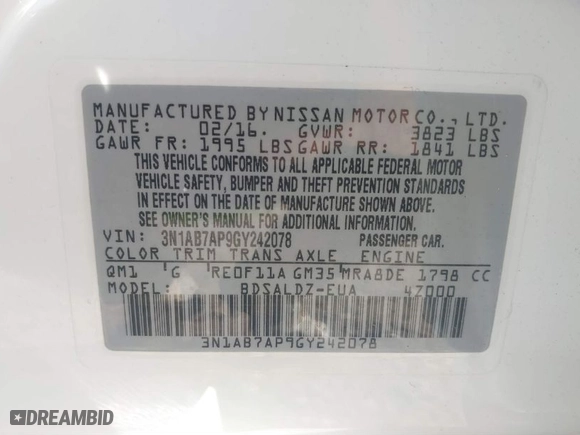 MANUFACTURED BY NISSAN MOTOR CO., LTD.
DATE: 02/16. GVWR: 3823 LBS
GAWR FR: 1995 LBS GAWR RR: 1841 LBS
THIS VEHICLE CONFORMS TO ALL APPLICABLE FEDERAL MOTOR
VEHICLE SAFETY, BUMPER AND THEFT PREVENTION STANDARDS
IN EFFECT ON THE DATE OF MANUFACTURE SHOWN ABOVE.
SEE OWNER'S MANUAL FOR ADDITIONAL INFORMATION.
VIN: 3N1AB7AP9GY242078 PASSENGER CAR.
COLOR TRIM TRANS AXLE ENGINE
QM1 G RE0F11A GM35 MRA8DE 1798 CC
MODEL: BDSALDZ-EUA 47000
3N1AB7AP9GY242078
DREAMBID